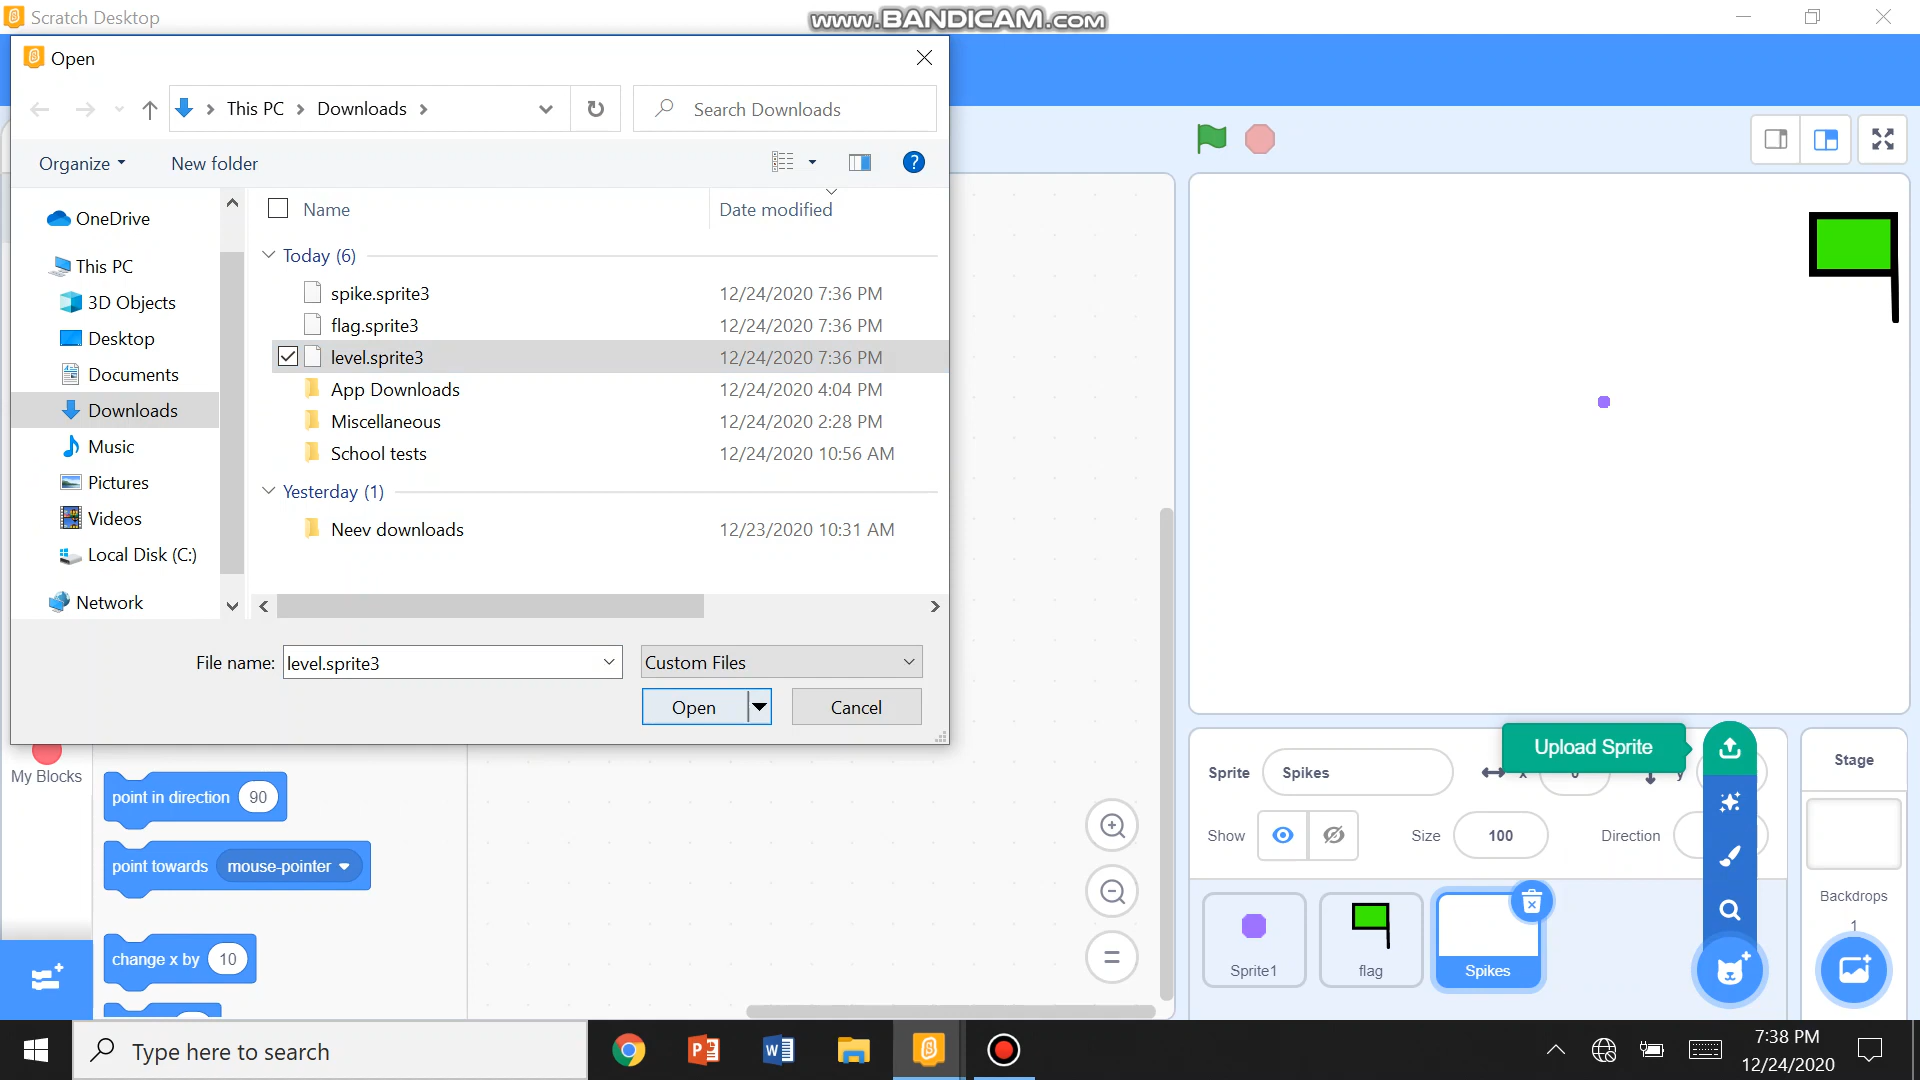 Scratch Desktop
www.BANDICAM.com
Open
This PC
Downloads
Search Downloads
Organize
New folder
OneDrive
This PC
3D Objects
Desktop
Documents
Downloads
Music
Pictures
Videos
Local Disk (C:)
Network
Name
Date modified
Today (6)
spike.sprite3 12/24/2020 7:36 PM
flag.sprite3 12/24/2020 7:36 PM
level.sprite3 12/24/2020 7:36 PM
App Downloads 12/24/2020 4:04 PM
Miscellaneous 12/24/2020 2:28 PM
School tests 12/24/2020 10:56 AM
Yesterday (1)
Neev downloads 12/23/2020 10:31 AM
File name: level.sprite3
Custom Files
Open
Cancel
My Blocks
point in direction 90
point towards mouse-pointer
change x by 10
Upload Sprite
Sprite Spikes x 0 y
Show
Size 100
Direction
Sprite1
flag
Spikes
Stage
Backdrops
1
Type here to search
7:38 PM
12/24/2020